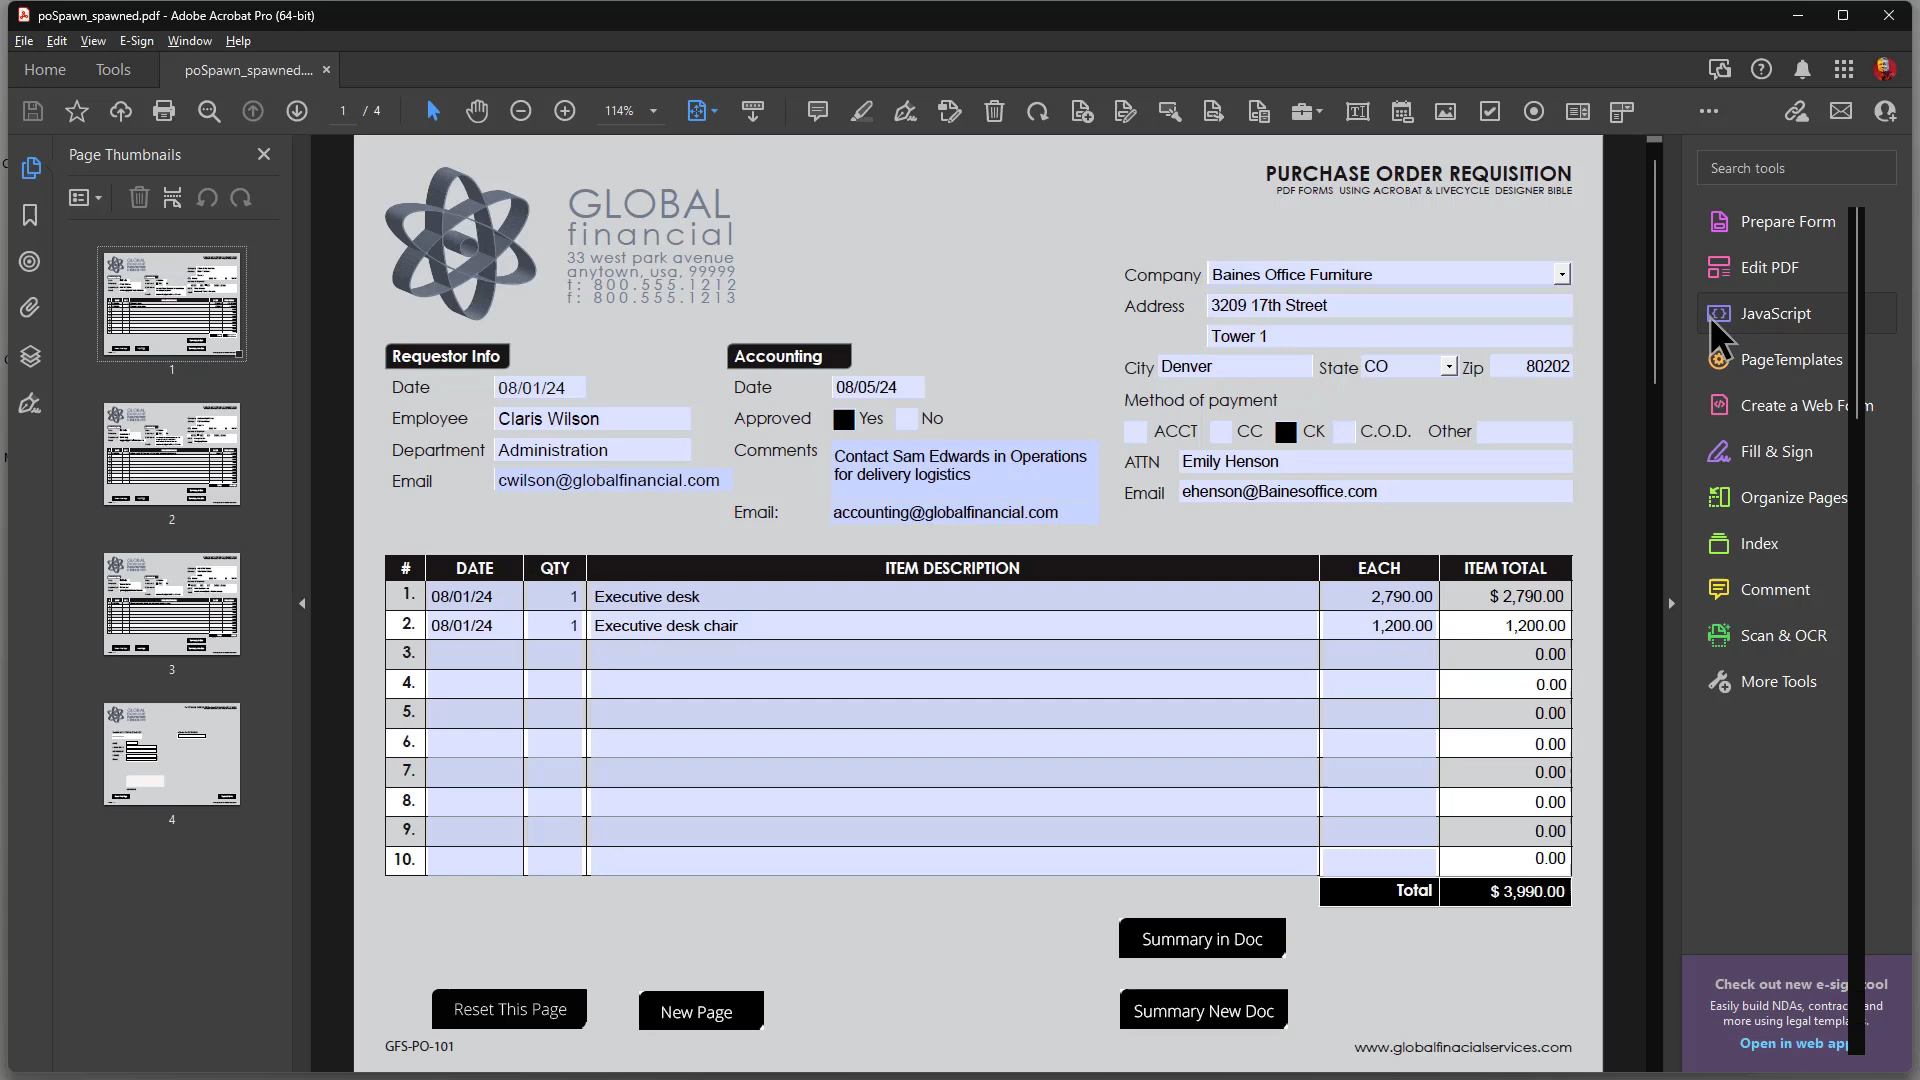 poSpawn_spawned.pdf - Adobe Acrobat Pro (64-bit)
File Edit View E-Sign Window Help
Home Tools poSpawn_spawned....
1 / 4 114%
Page Thumbnails
1
2
3
4
GLOBAL
financial
33 west park avenue
anytown, usa, 99999
t: 800.555.1212
f: 800.555.1213
PURCHASE ORDER REQUISITION
PDF FORMS USING ACROBAT & LIVECYCLE DESIGNER BIBLE
Company Baines Office Furniture
Address 3209 17th Street
Tower 1
City Denver State CO Zip 80202
Method of payment
ACCT CC CK C.O.D. Other
ATTN Emily Henson
Email ehenson@Bainesoffice.com
Requestor Info
Date 08/01/24
Employee Claris Wilson
Department Administration
Email cwilson@globalfinancial.com
Accounting
Date 08/05/24
Approved Yes No
Comments Contact Sam Edwards in Operations
for delivery logistics
Email: accounting@globalfinancial.com
# DATE QTY ITEM DESCRIPTION EACH ITEM TOTAL
1. 08/01/24 1 Executive desk 2,790.00 $ 2,790.00
2. 08/01/24 1 Executive desk chair 1,200.00 1,200.00
3. 0.00
4. 0.00
5. 0.00
6. 0.00
7. 0.00
8. 0.00
9. 0.00
10. 0.00
Total $ 3,990.00
Summary in Doc
Reset This Page New Page Summary New Doc
GFS-PO-101 www.globalfinacialservices.com
Search tools
Prepare Form
Edit PDF
JavaScript
PageTemplates
Create a Web F m
Fill & Sign
Organize Pages
Index
Comment
Scan & OCR
More Tools
Check out new e-sig ool
Easily build NDAs, contrac and
more using legal templa .
Open in web app